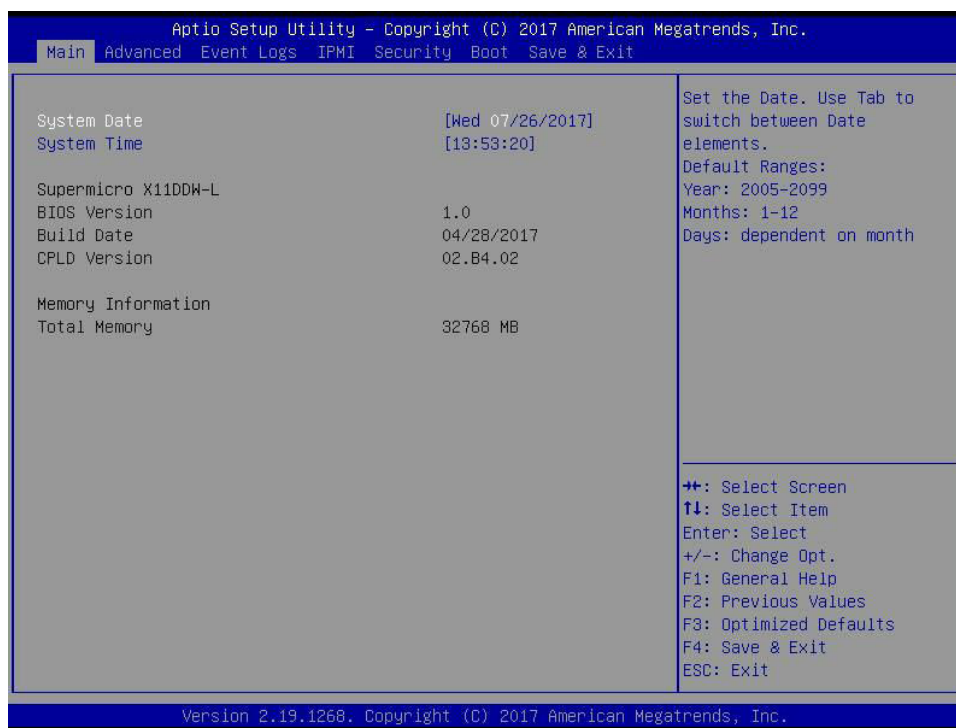 Aptio Setup Utility – Copyright (C) 2017 American Megatrends, Inc.
Main Advanced Event Logs IPMI Security Boot Save & Exit
System Date [Wed 07/26/2017]
System Time [13:53:20]
Supermicro X11DDW-L
BIOS Version 1.0
Build Date 04/28/2017
CPLD Version 02.B4.02
Memory Information
Total Memory 32768 MB
Set the Date. Use Tab to
switch between Date
elements.
Default Ranges:
Year: 2005-2099
Months: 1-12
Days: dependent on month
→←: Select Screen
↑↓: Select Item
Enter: Select
+/-: Change Opt.
F1: General Help
F2: Previous Values
F3: Optimized Defaults
F4: Save & Exit
ESC: Exit
Version 2.19.1268. Copyright (C) 2017 American Megatrends, Inc.